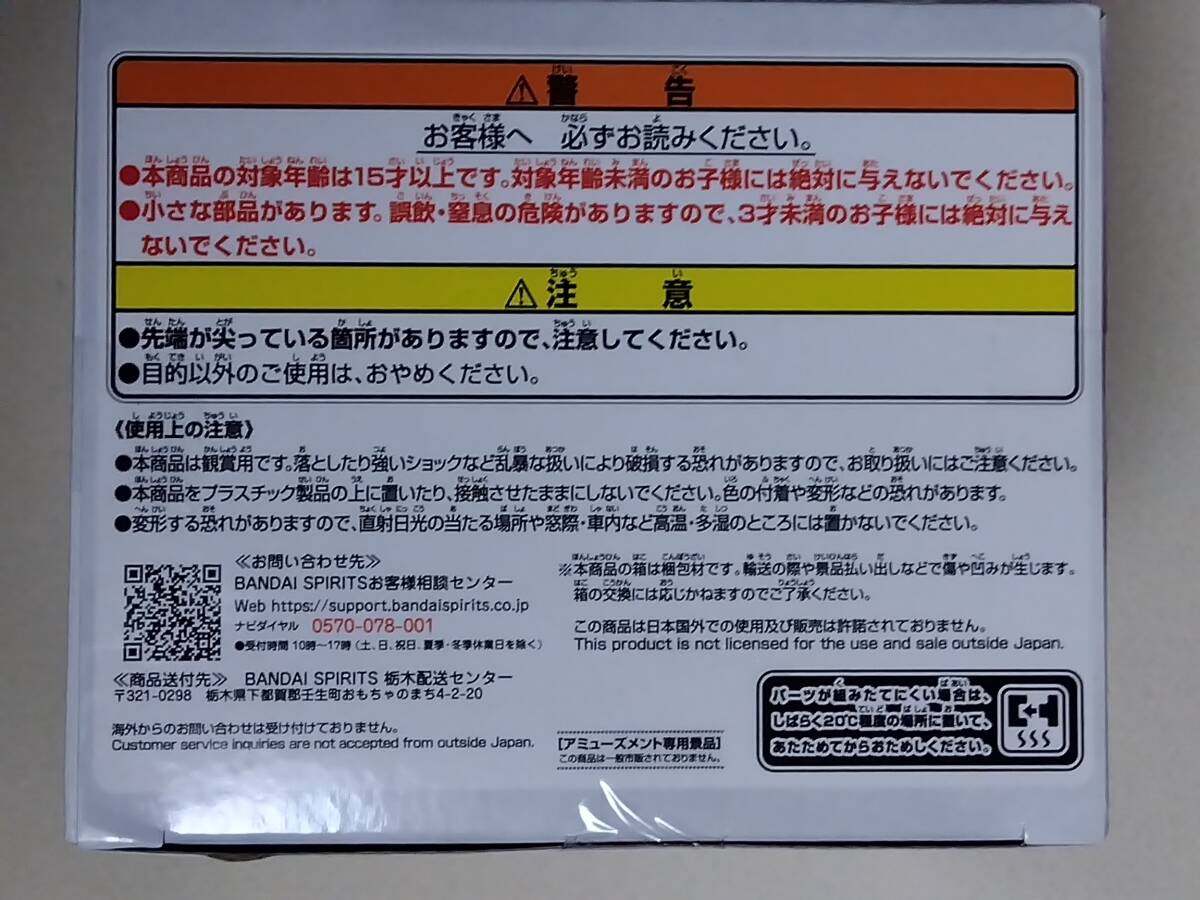 ⚠警告
お客様へ 必ずお読みください。
●本商品の対象年齢は15才以上です。対象年齢未満のお子様には絶対に与えないでください。
●小さな部品があります。誤飲・窒息の危険がありますので、3才未満のお子様には絶対に与え
ないでください。
⚠注意
●先端が尖っている箇所がありますので、注意してください。
●目的以外のご使用は、おやめください。
《使用上の注意》
●本商品は観賞用です。落としたり強いショックなど乱暴な扱いにより破損する恐れがありますので、お取り扱いにはご注意ください。
●本商品をプラスチック製品の上に置いたり、接触させたままにしないでください。色の付着や変形などの恐れがあります。
●変形する恐れがありますので、直射日光の当たる場所や窓際・車内など高温・多湿のところには置かないでください。
≪お問い合わせ先≫
BANDAI SPIRITSお客様相談センター
Web https://support.bandaispirits.co.jp
ナビダイヤル 0570-078-001
●受付時間 10時〜17時 (土、日、祝日、夏季・冬季休業日を除く)
≪商品送付先≫ BANDAI SPIRITS 栃木配送センター
〒321-0298 栃木県下都賀郡壬生町おもちゃのまち4-2-20
海外からのお問い合わせは受け付けておりません。
Customer service inquiries are not accepted from outside Japan.
※本商品の箱は梱包材です。輸送の際や景品払い出しなどで傷や凹みが生じます。
箱の交換には応じかねますのでご了承ください。
この商品は日本国外での使用及び販売は許諾されておりません。
This product is not licensed for the use and sale outside Japan.
[アミューズメント専用景品]
この商品は一般市販されておりません。
パーツが組みたてにくい場合は、
しばらく20℃程度の場所に置いて、
あたためてからおためしください。